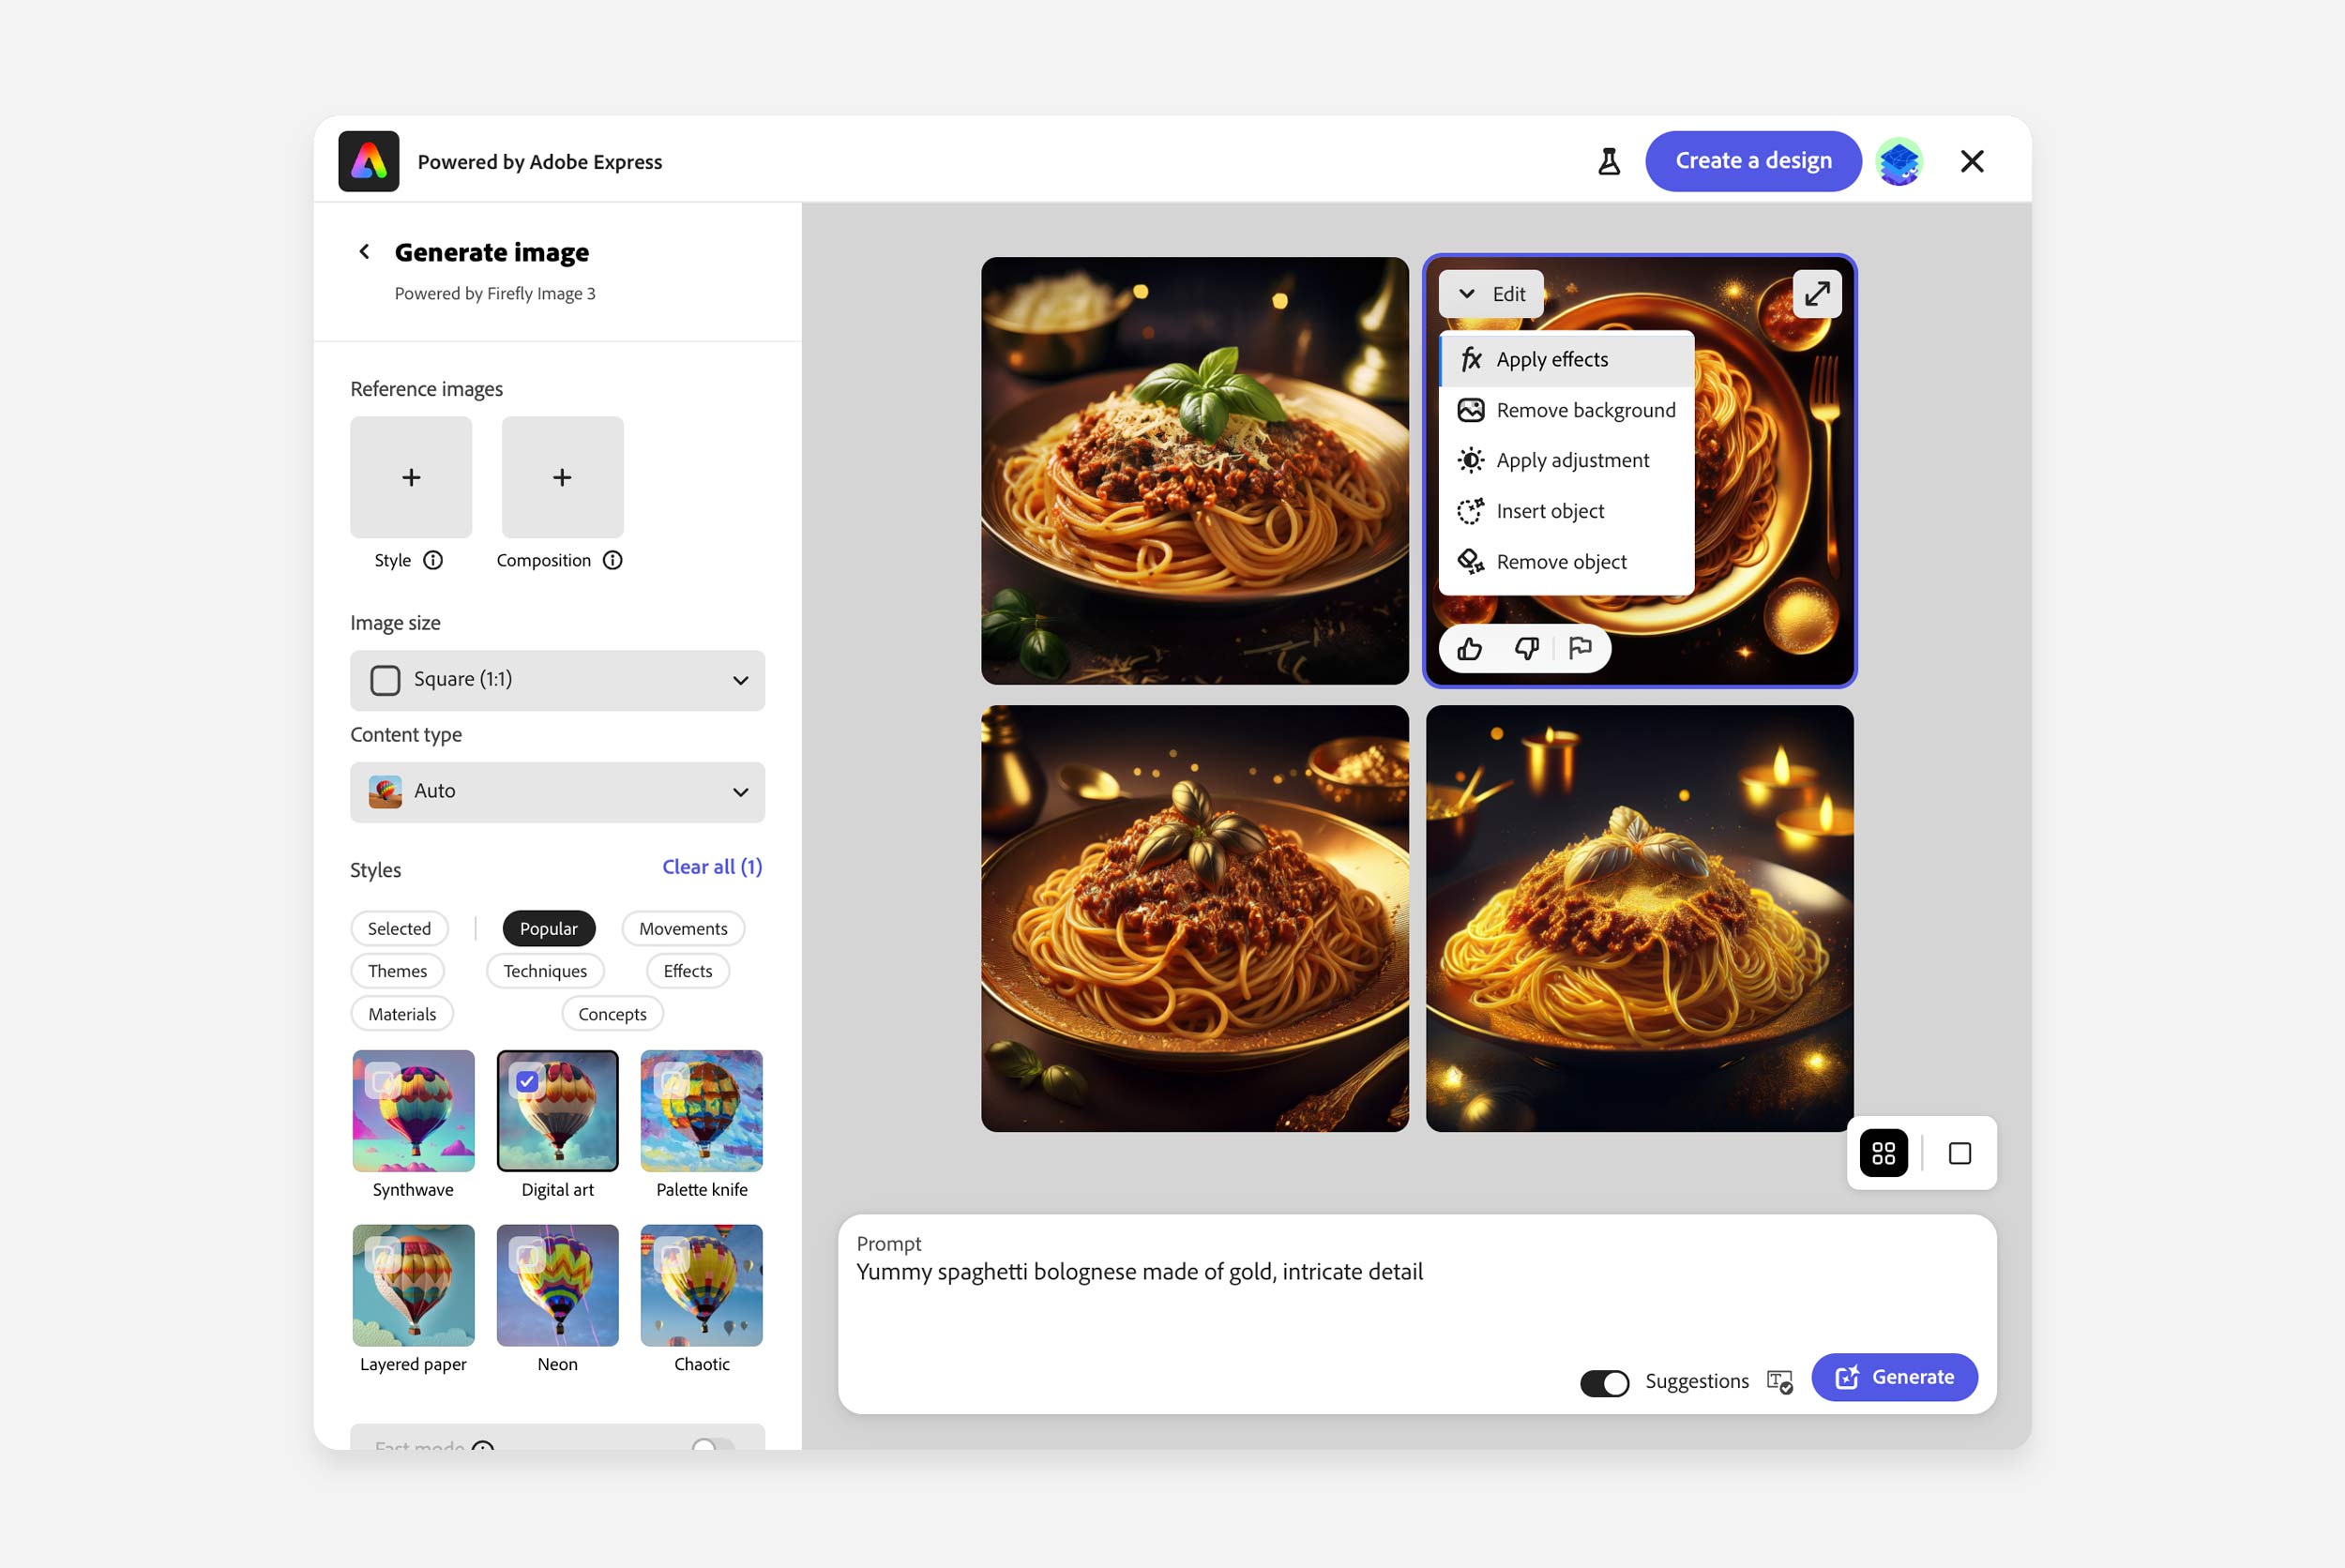 Powered by Adobe Express
Create a design
Generate image
Powered by Firefly Image 3
Reference images
Style
Composition
Image size
Square (1:1)
Content type
Auto
Styles
Clear all (1)
Selected
Popular
Movements
Themes
Techniques
Effects
Materials
Concepts
Synthwave
Digital art
Palette knife
Layered paper
Neon
Chaotic
Fast mode
Edit
fx Apply effects
Remove background
Apply adjustment
Insert object
Remove object
Prompt
Yummy spaghetti bolognese made of gold, intricate detail
Suggestions
Generate